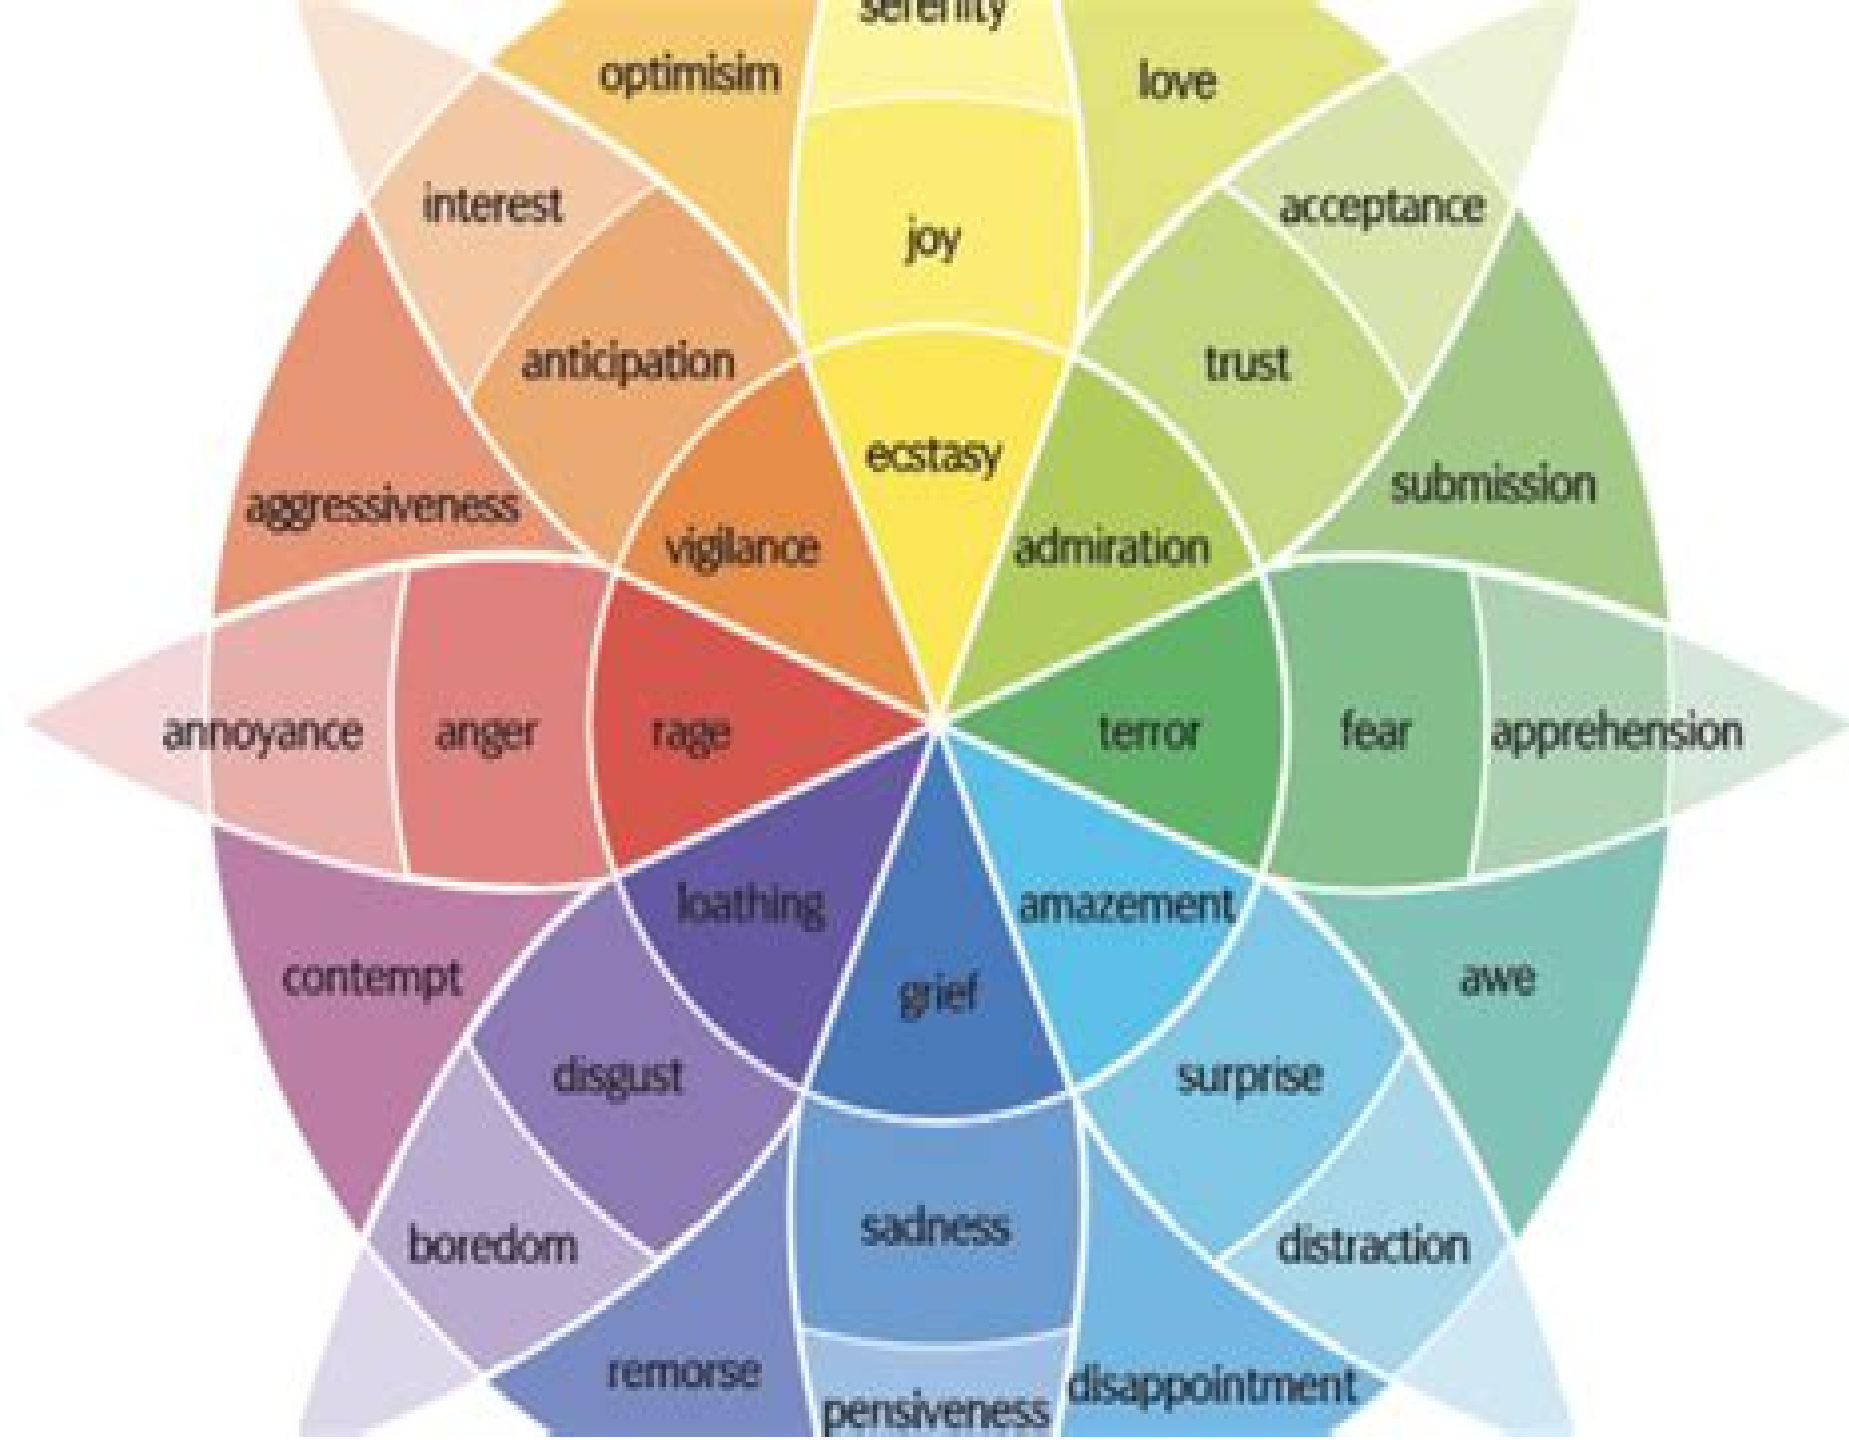 serenity
optimisim
love
interest
acceptance
joy
anticipation
trust
ecstasy
aggressiveness
submission
vigilance
admiration
annoyance
anger
rage
terror
fear
apprehension
loathing
amazement
contempt
grief
awe
disgust
surprise
boredom
sadness
distraction
remorse
pensiveness
disappointment